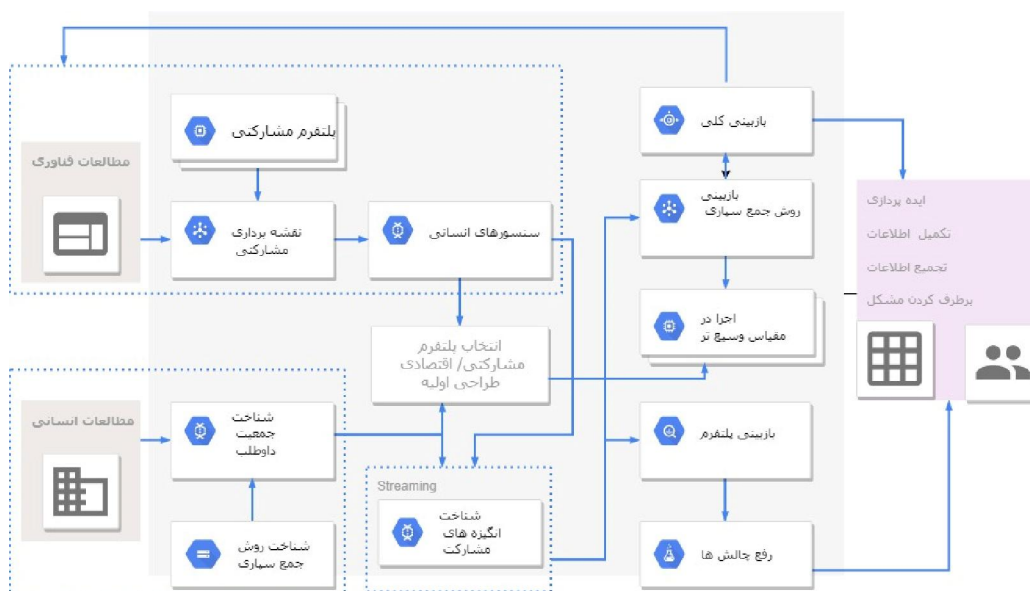 پلتفرم مشارکتی
بازبینی کلی
مطالعات فناوری
نقشه برداری
مشارکتی
سنسورهای انسانی
بازبینی
روش جمع سپاری
ایده پردازی
تکمیل اطلاعات
تجمیع اطلاعات
برطرف کردن مشکل
اجرا در
مقیاس وسیع تر
انتخاب پلتفرم
مشارکتی/ اقتصادی
طراحی اولیه
مطالعات انسانی
شناخت
جمعیت
داوطلب
بازبینی پلتفرم
Streaming
شناخت
انگیزه های
مشارکت
شناخت روش
جمع سپاری
رفع چالش ها